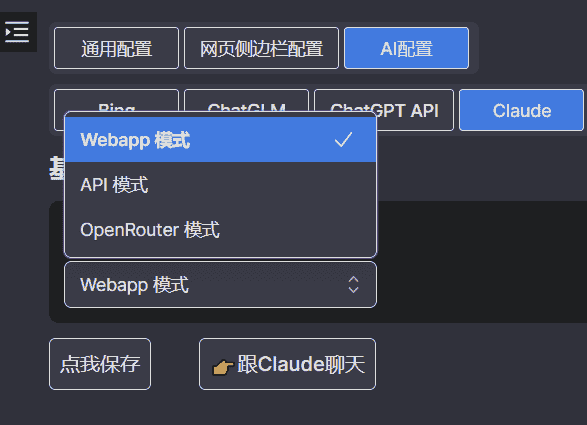 通用配置 网页侧边栏配置 AI配置
Bing ChatGLM ChatGPT API Claude
Webapp 模式
API 模式
OpenRouter 模式
Webapp 模式
点我保存 👉跟Claude聊天